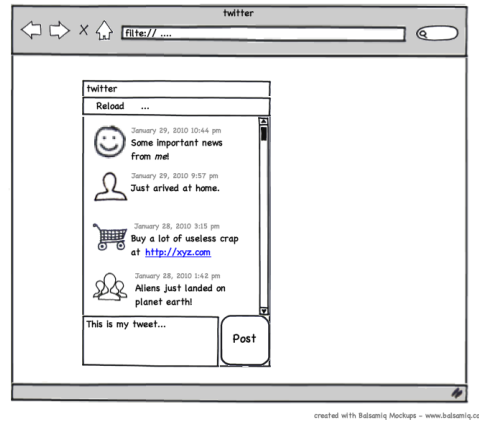 twitter
filte:// ....
twitter
Reload ...
January 29, 2010 10:44 pm
Some important news
from me!
January 29, 2010 9:57 pm
Just arived at home.
January 28, 2010 3:15 pm
Buy a lot of useless crap
at http://xyz.com
January 28, 2010 1:42 pm
Aliens just landed on
planet earth!
This is my tweet...
Post
created with Balsamiq Mockups - www.balsamiq.co